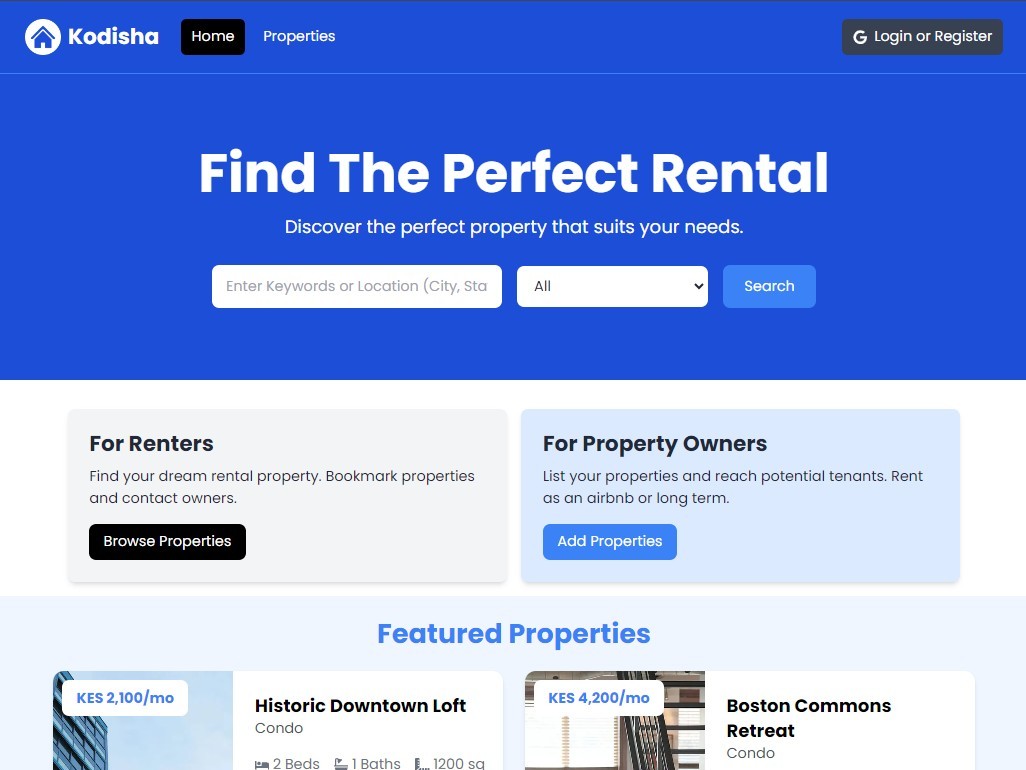 Kodisha
Home
Properties
Login or Register
Find The Perfect Rental
Discover the perfect property that suits your needs.
Enter Keywords or Location (City, Sta
All
Search
For Renters
Find your dream rental property. Bookmark properties
and contact owners.
Browse Properties
For Property Owners
List your properties and reach potential tenants. Rent
as an airbnb or long term.
Add Properties
Featured Properties
KES 2,100/mo
Historic Downtown Loft
Condo
2 Beds 1 Baths 1200 sq
KES 4,200/mo
Boston Commons
Retreat
Condo